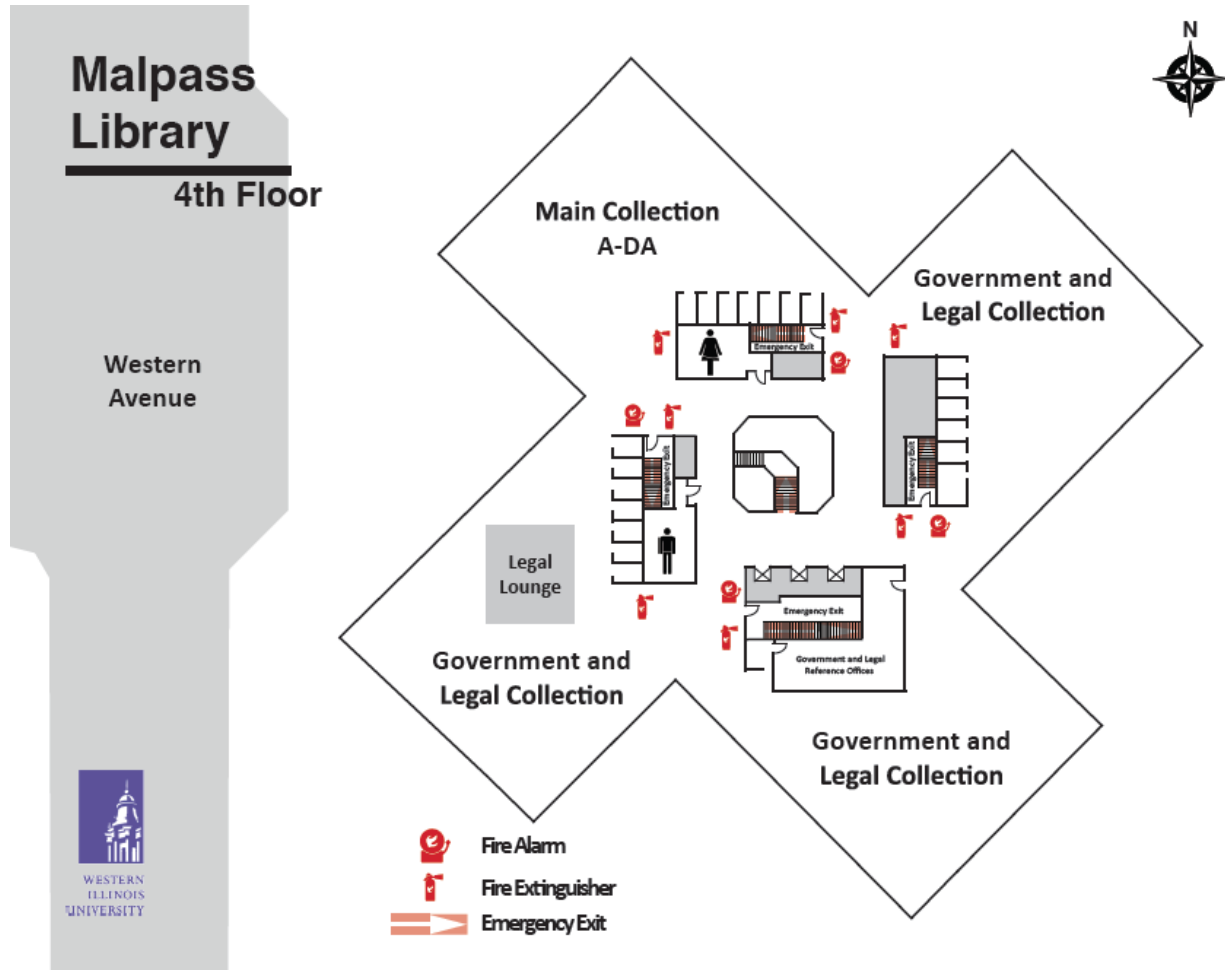 Malpass
Library
4th Floor
N
Main Collection
A-DA
Government and
Legal Collection
Western
Avenue
Emergency Exit
Emergency Exit
Emergency Exit
Legal
Lounge
Emergency Exit
Government and Legal
Reference Offices
Government and
Legal Collection
Government and
Legal Collection
WESTERN
ILLINOIS
UNIVERSITY
Fire Alarm
Fire Extinguisher
Emergency Exit